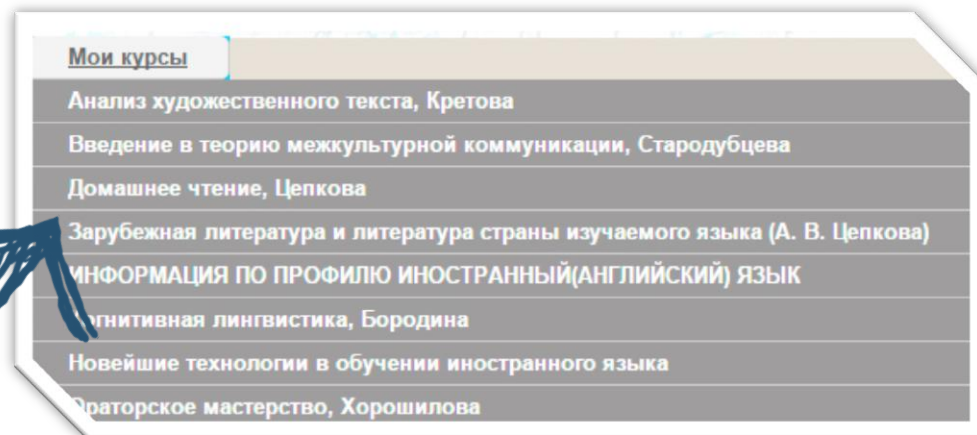 Мои курсы
Анализ художественного текста, Кретова
Введение в теорию межкультурной коммуникации, Стародубцева
Домашнее чтение, Цепкова
Зарубежная литература и литература страны изучаемого языка (А. В. Цепкова)
ИНФОРМАЦИЯ ПО ПРОФИЛЮ ИНОСТРАННЫЙ(АНГЛИЙСКИЙ) ЯЗЫК
Когнитивная лингвистика, Бородина
Новейшие технологии в обучении иностранного языка
Ораторское мастерство, Хорошилова